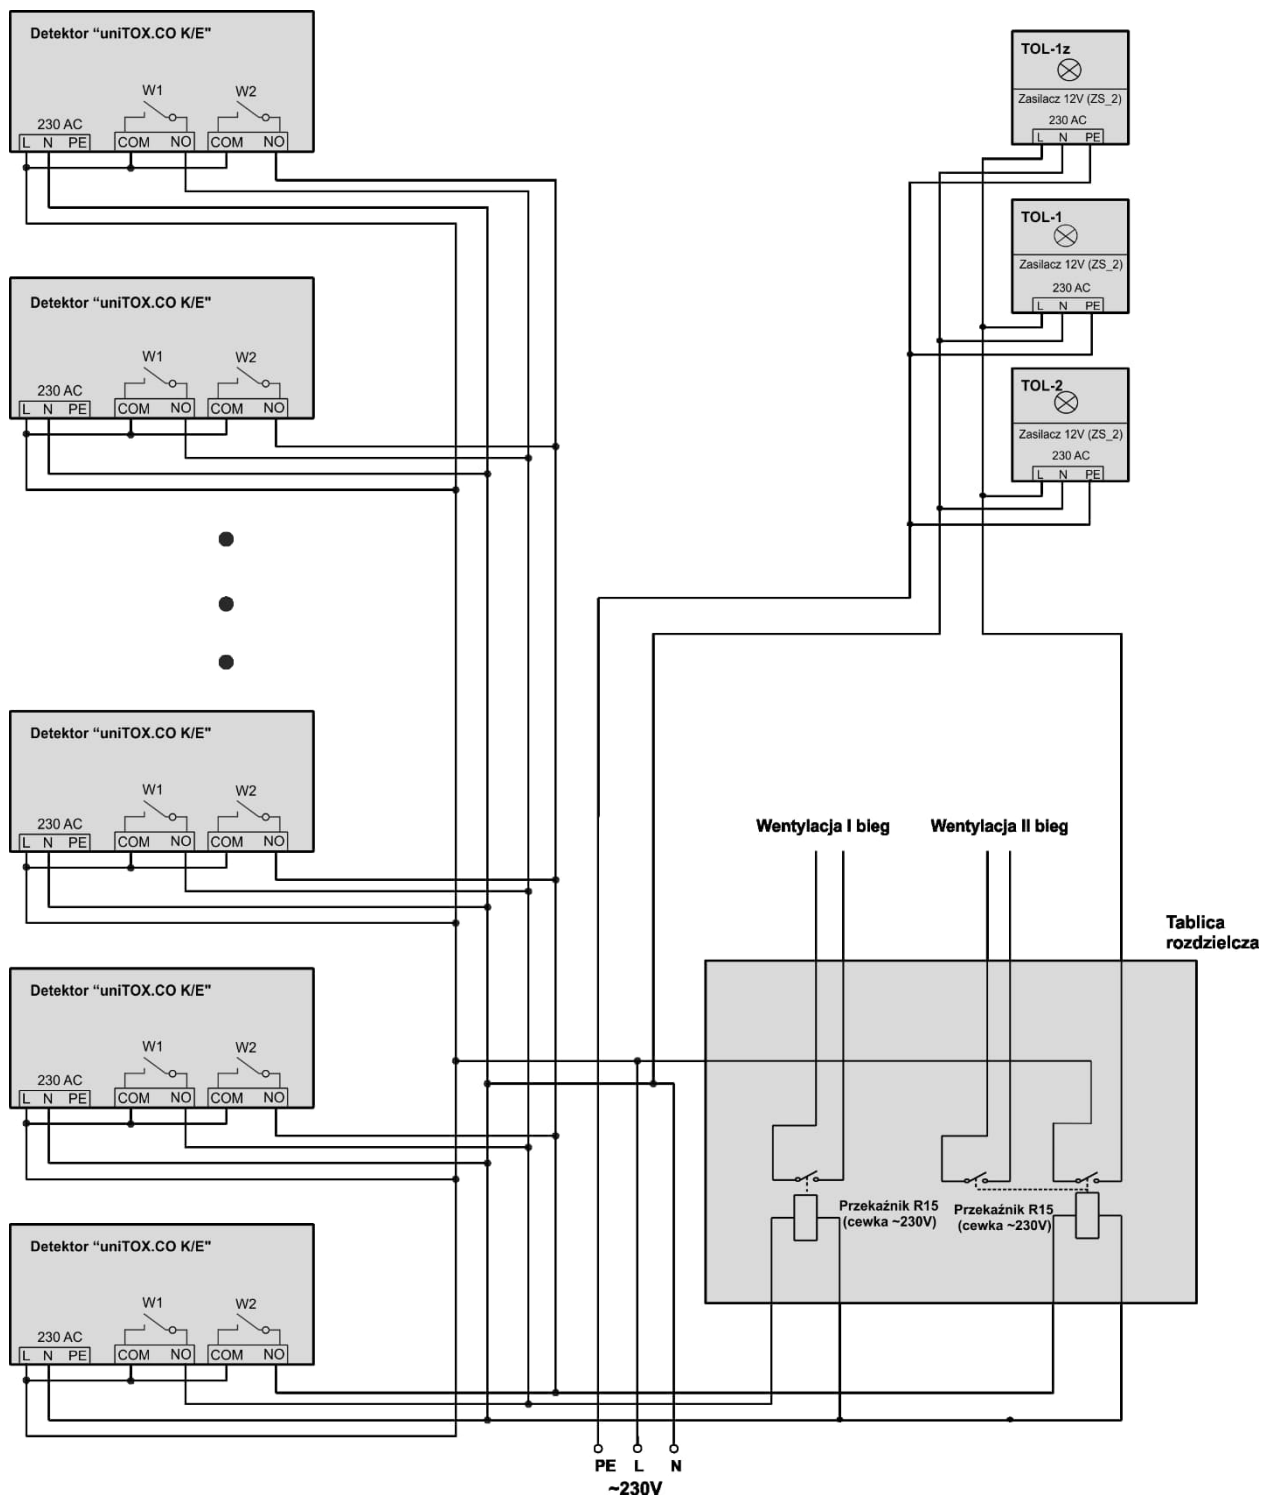 Detektor “uniTOX.CO K/E"
W1 W2
230 AC
L N PE COM NO COM NO
Detektor “uniTOX.CO K/E"
W1 W2
230 AC
L N PE COM NO COM NO
Detektor “uniTOX.CO K/E"
W1 W2
230 AC
L N PE COM NO COM NO
Detektor “uniTOX.CO K/E"
W1 W2
230 AC
L N PE COM NO COM NO
Detektor “uniTOX.CO K/E"
W1 W2
230 AC
L N PE COM NO COM NO
TOL-1z
Zasilacz 12V (ZS_2)
230 AC
L N PE
TOL-1
Zasilacz 12V (ZS_2)
230 AC
L N PE
TOL-2
Zasilacz 12V (ZS_2)
230 AC
L N PE
Wentylacja I bieg Wentylacja II bieg
Tablica
rozdzielcza
Przekaźnik R15
(cewka ~230V)
Przekaźnik R15
(cewka ~230V)
PE L N
~230V